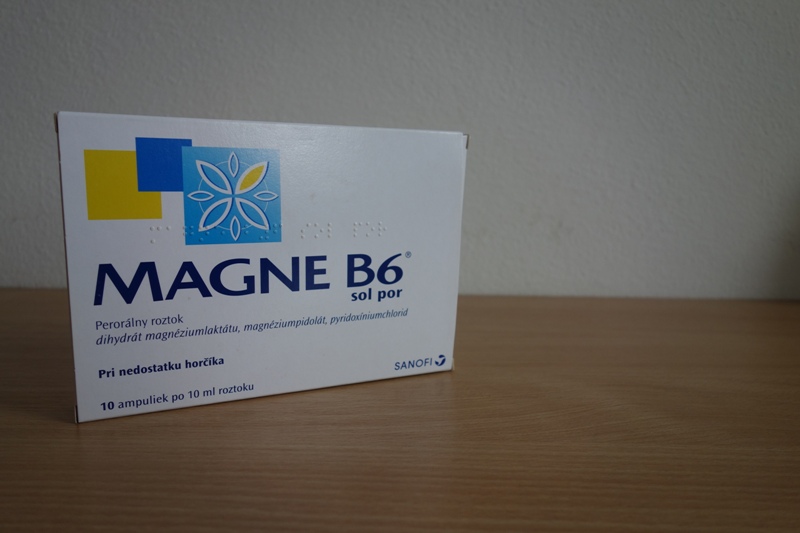 MAGNE B6®
sol por
Perorálny roztok
dihydrát magnéziumlaktátu, magnéziumpidolát, pyridoxíniumchlorid
Pri nedostatku horčíka
SANOFI
10 ampuliek po 10 ml roztoku